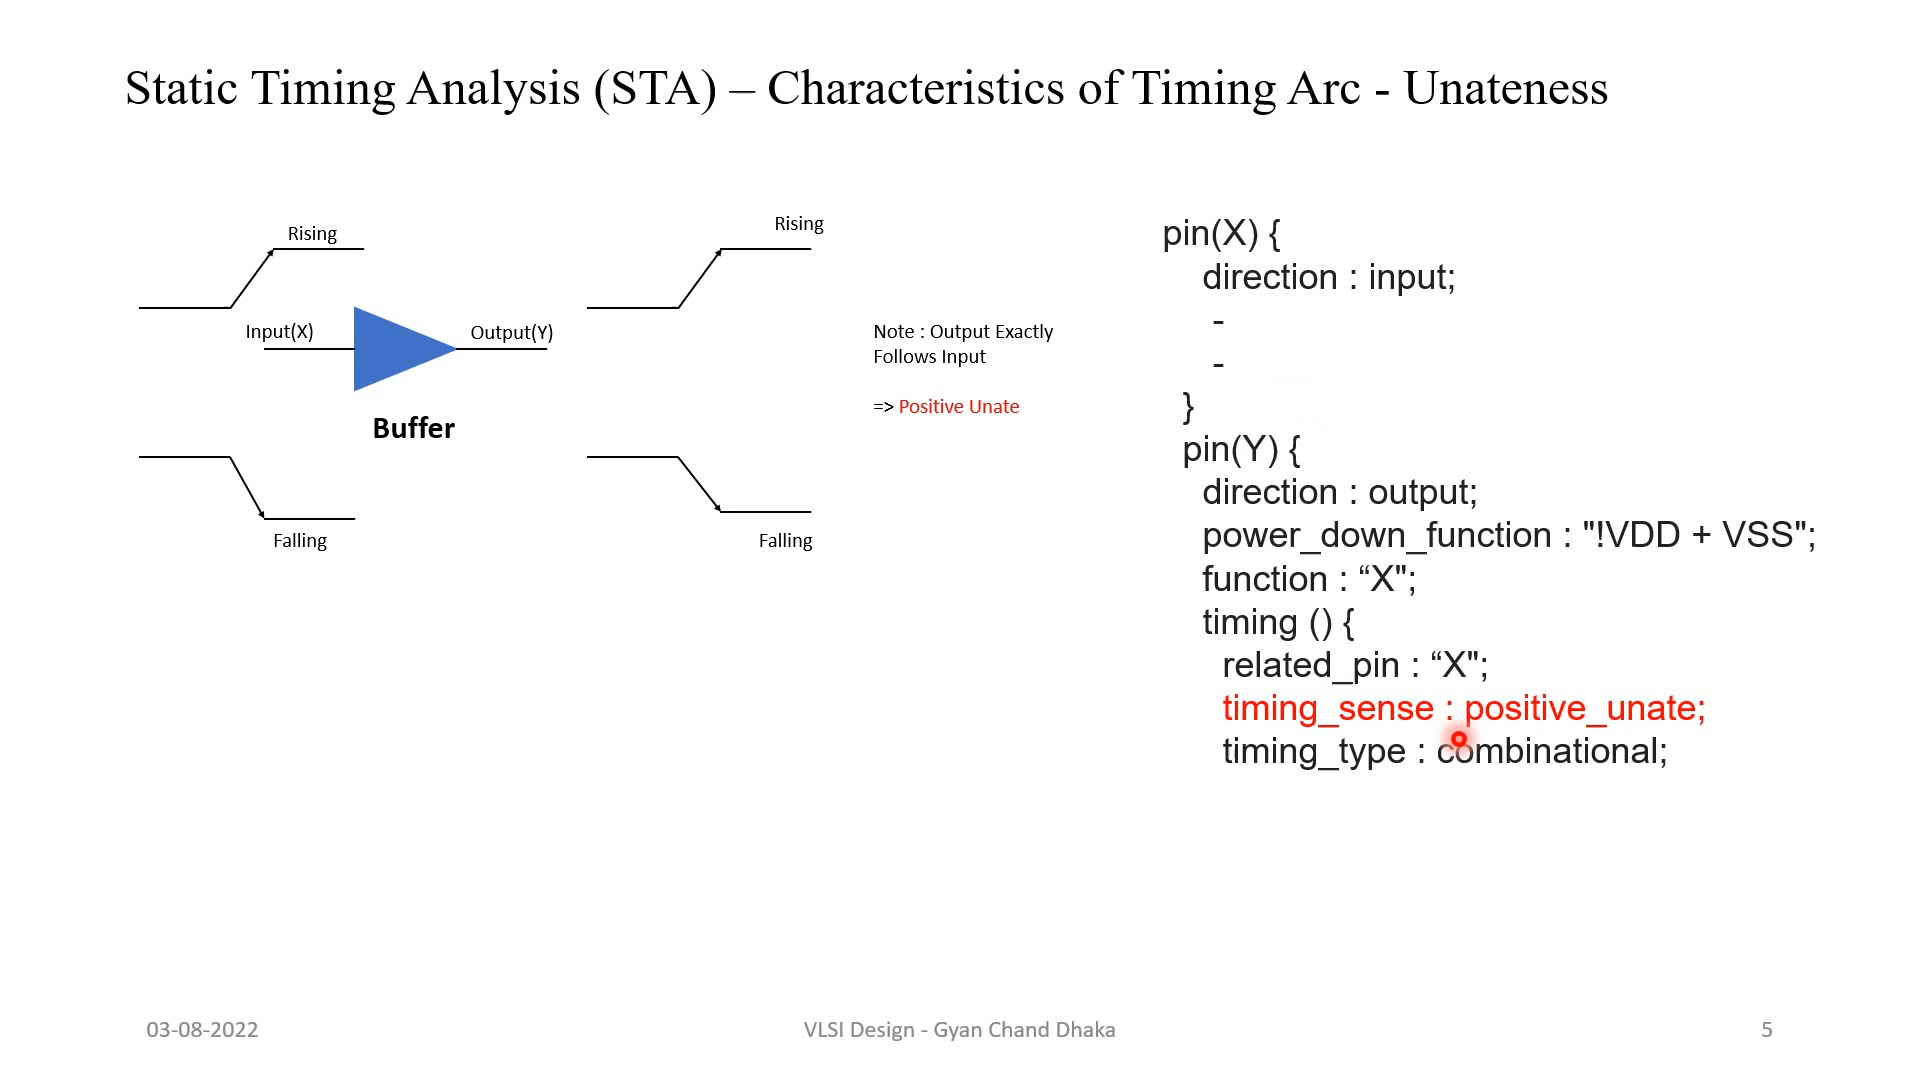 Static Timing Analysis (STA) – Characteristics of Timing Arc - Unateness
Rising
Rising
Input(X)
Output(Y)
Buffer
Falling
Falling
Note : Output Exactly
Follows Input
=> Positive Unate
pin(X) {
direction : input;
-
-
}
pin(Y) {
direction : output;
power_down_function : "!VDD + VSS";
function : “X";
timing () {
related_pin : “X";
timing_sense : positive_unate;
timing_type : combinational;
03-08-2022
VLSI Design - Gyan Chand Dhaka
5